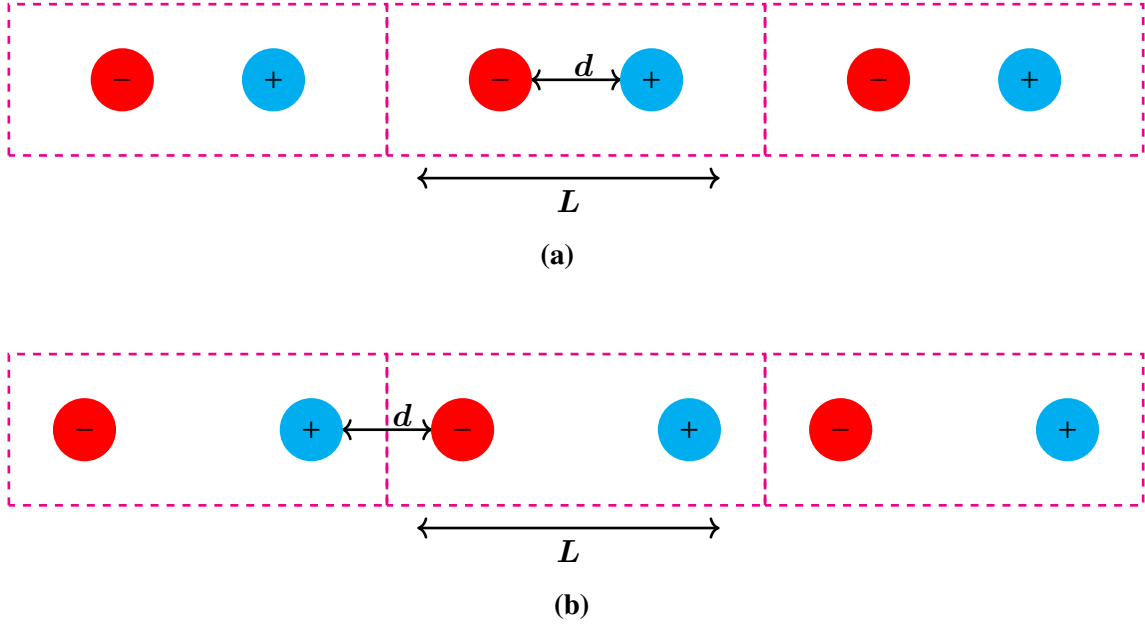 − + − d + − +
L
(a)
− + d − + − +
L
(b)